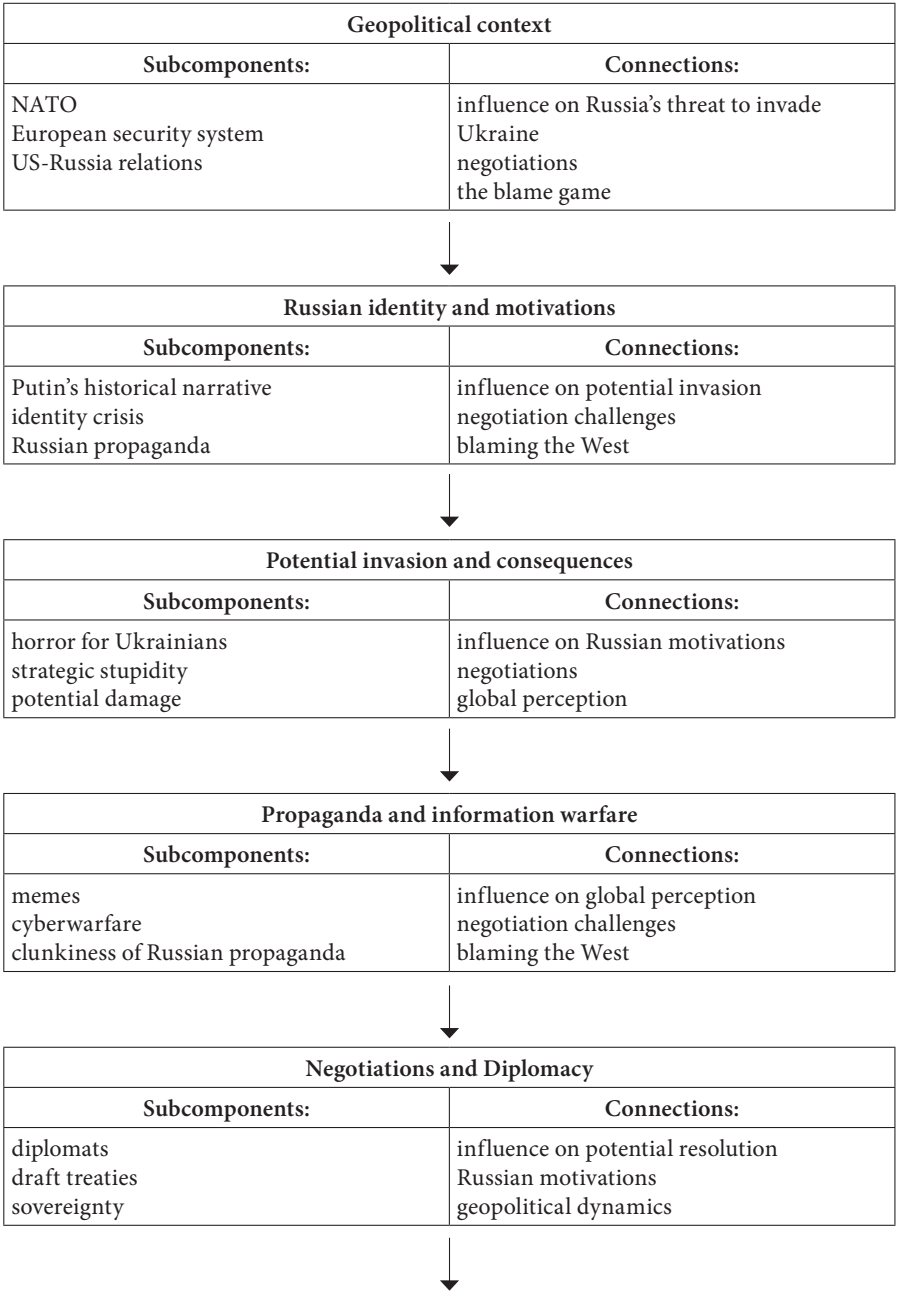 Geopolitical context
Subcomponents:
Connections:
NATO
European security system
US-Russia relations
influence on Russia’s threat to invade
Ukraine
negotiations
the blame game
Russian identity and motivations
Subcomponents:
Connections:
Putin’s historical narrative
identity crisis
Russian propaganda
influence on potential invasion
negotiation challenges
blaming the West
Potential invasion and consequences
Subcomponents:
Connections:
horror for Ukrainians
strategic stupidity
potential damage
influence on Russian motivations
negotiations
global perception
Propaganda and information warfare
Subcomponents:
Connections:
memes
cyberwarfare
clunkiness of Russian propaganda
influence on global perception
negotiation challenges
blaming the West
Negotiations and Diplomacy
Subcomponents:
Connections:
diplomats
draft treaties
sovereignty
influence on potential resolution
Russian motivations
geopolitical dynamics